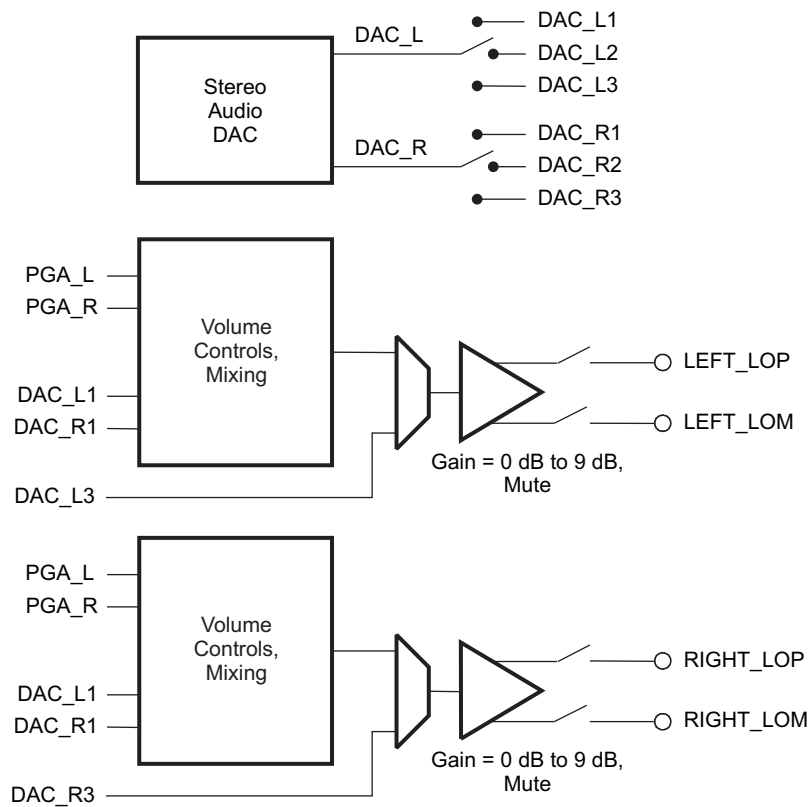 Stereo
Audio
DAC
DAC_L
DAC_L1
DAC_L2
DAC_L3
DAC_R
DAC_R1
DAC_R2
DAC_R3
PGA_L
PGA_R
DAC_L1
DAC_R1
DAC_L3
Volume
Controls,
Mixing
Gain = 0 dB to 9 dB,
Mute
LEFT_LOP
LEFT_LOM
PGA_L
PGA_R
DAC_L1
DAC_R1
DAC_R3
Volume
Controls,
Mixing
Gain = 0 dB to 9 dB,
Mute
RIGHT_LOP
RIGHT_LOM